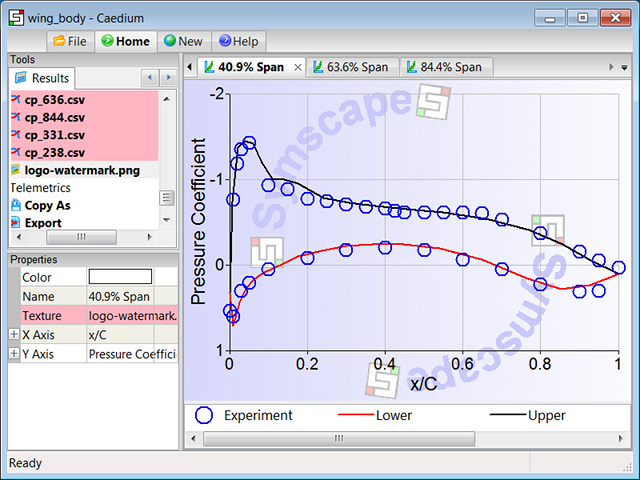 wing_body - Caedium
File Home New Help
Tools
Results
cp_636.csv
cp_844.csv
cp_331.csv
cp_238.csv
logo-watermark.png
Telemetrics
Copy As
Export
Properties
Color
Name 40.9% Span
Texture logo-watermark.
X Axis x/C
Y Axis Pressure Coeffici
40.9% Span 63.6% Span 84.4% Span
Symscape
Symscape
Pressure Coefficient
-2
-1
0
1
0 0.2 0.4 0.6 0.8 1
x/C
Experiment Lower Upper
Ready